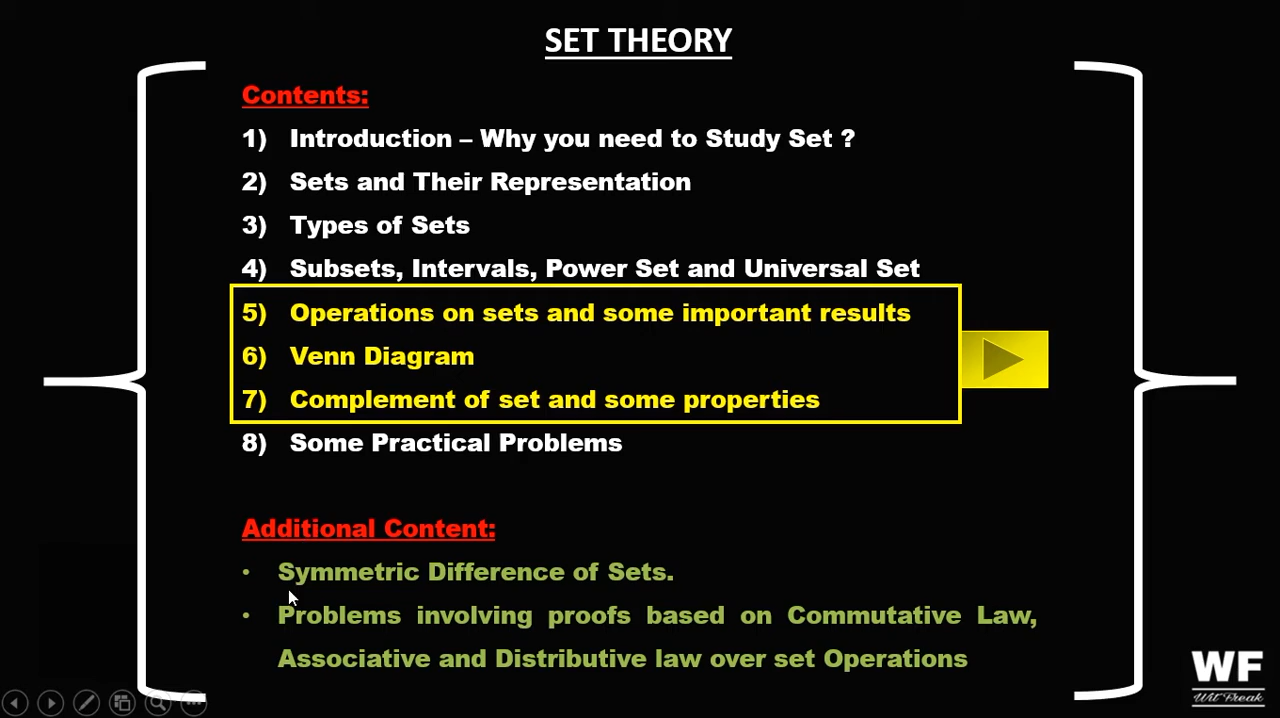 SET THEORY
Contents:
1) Introduction – Why you need to Study Set ?
2) Sets and Their Representation
3) Types of Sets
4) Subsets, Intervals, Power Set and Universal Set
5) Operations on sets and some important results
6) Venn Diagram
7) Complement of set and some properties
8) Some Practical Problems
Additional Content:
• Symmetric Difference of Sets.
• Problems involving proofs based on Commutative Law,
Associative and Distributive law over set Operations
WF
Wit Freak